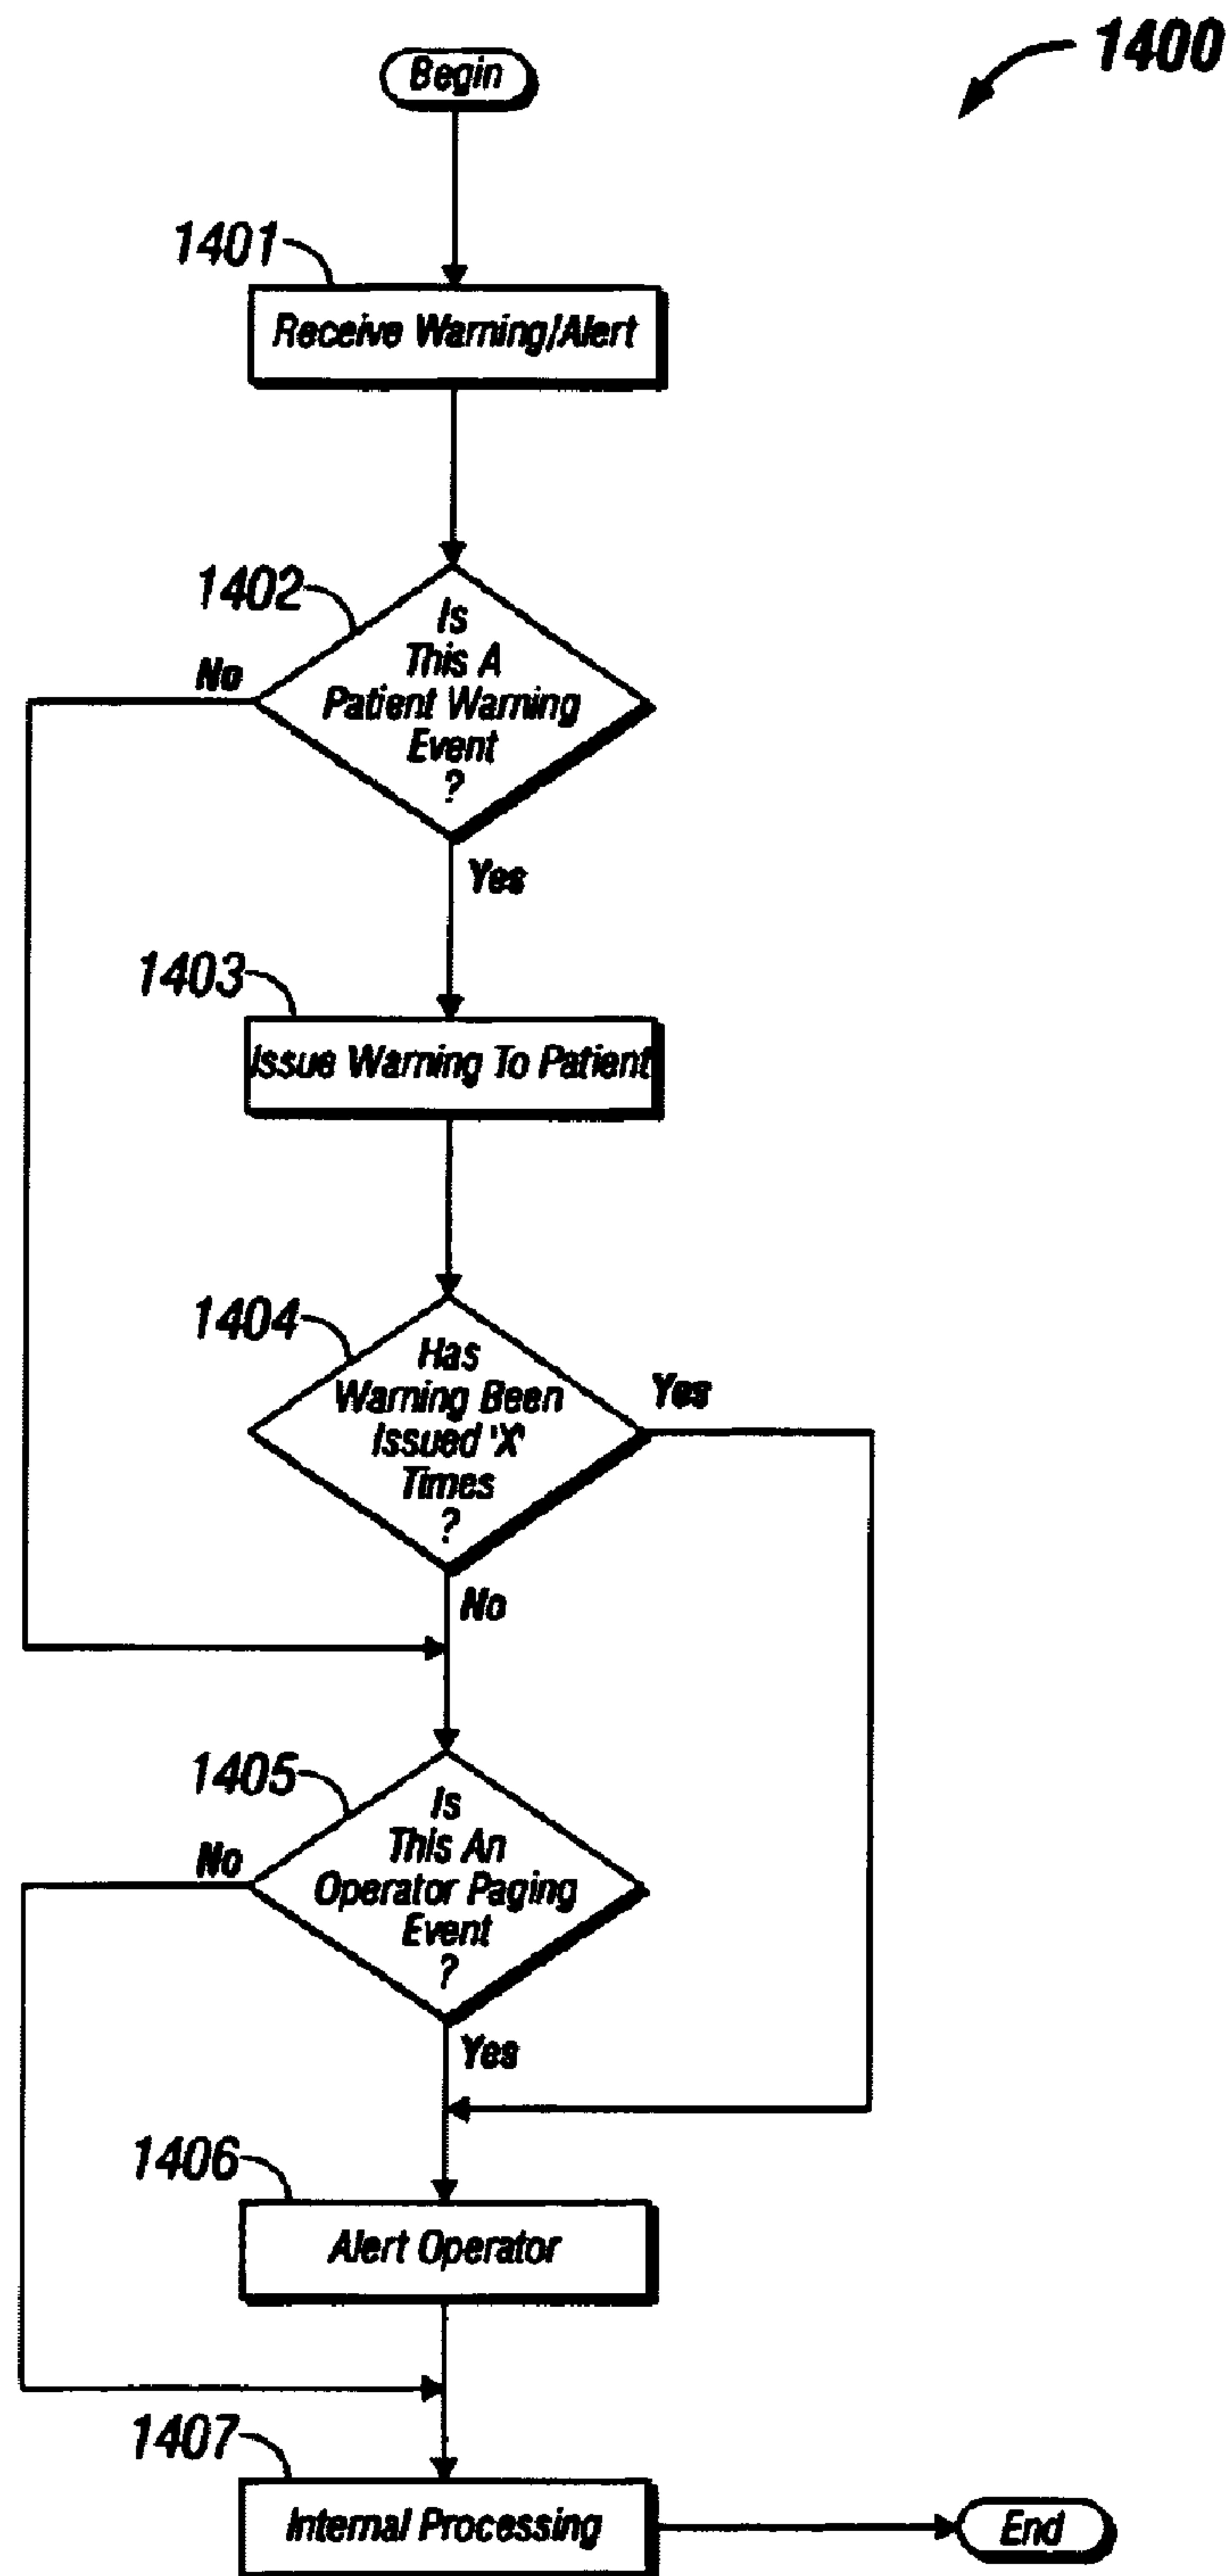 1400
Begin
1401
Receive Warning/Alert
1402
Is
This A
Patient Warning
Event
?
No
Yes
1403
Issue Warning To Patient
1404
Has
Warning Been
Issued 'X'
Times
?
Yes
No
1405
Is
This An
Operator Paging
Event
?
No
Yes
1406
Alert Operator
1407
Internal Processing
End